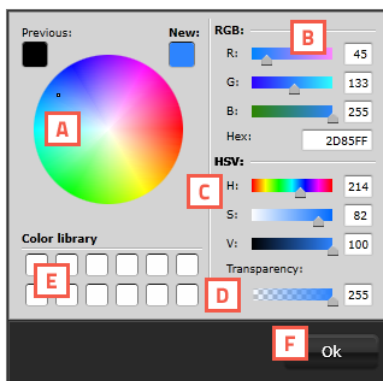 Previous:
New:
A
Color library
E
RGB:
B
R: 45
G: 133
B: 255
Hex: 2D85FF
HSV:
C
H: 214
S: 82
V: 100
Transparency:
D
255
F
Ok